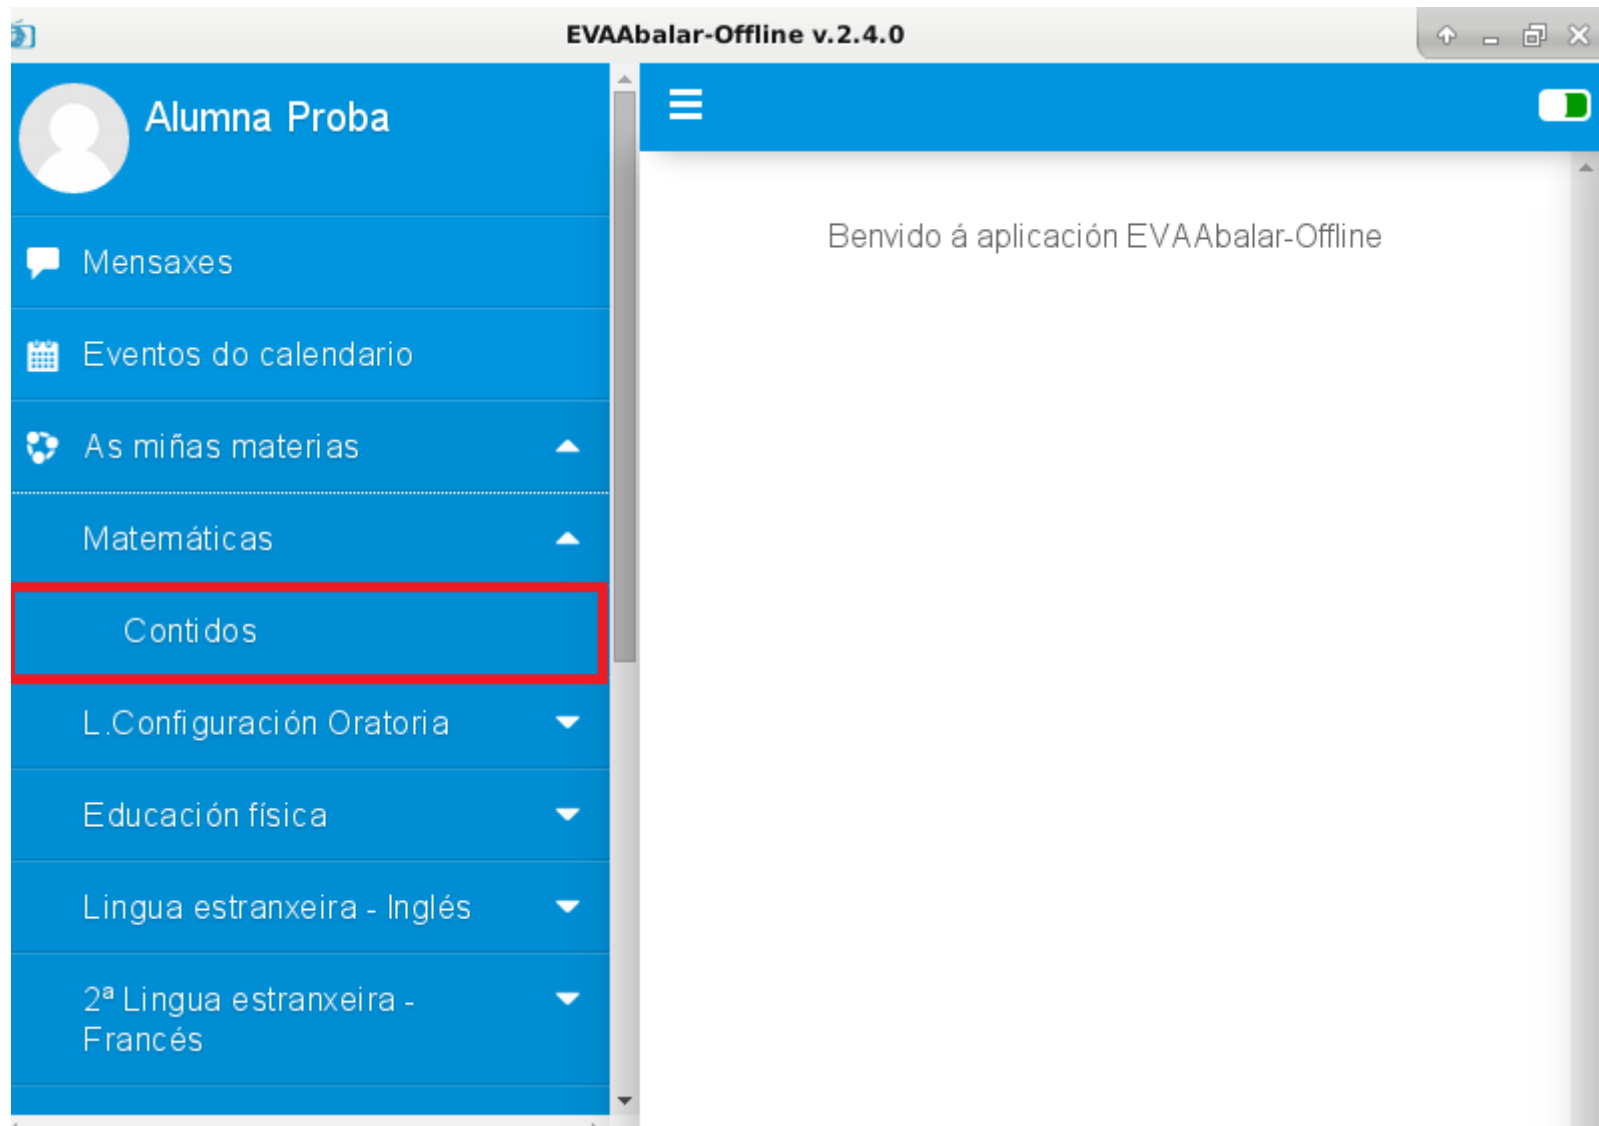 EVAAbalar-Offline v.2.4.0
Alumna Proba
Mensaxes
Eventos do calendario
As miñas materias
Matemáticas
Contidos
L.Configuración Oratoria
Educación física
Lingua estranxeira - Inglés
2ª Lingua estranxeira -
Francés
Benvido á aplicación EVAAbalar-Offline